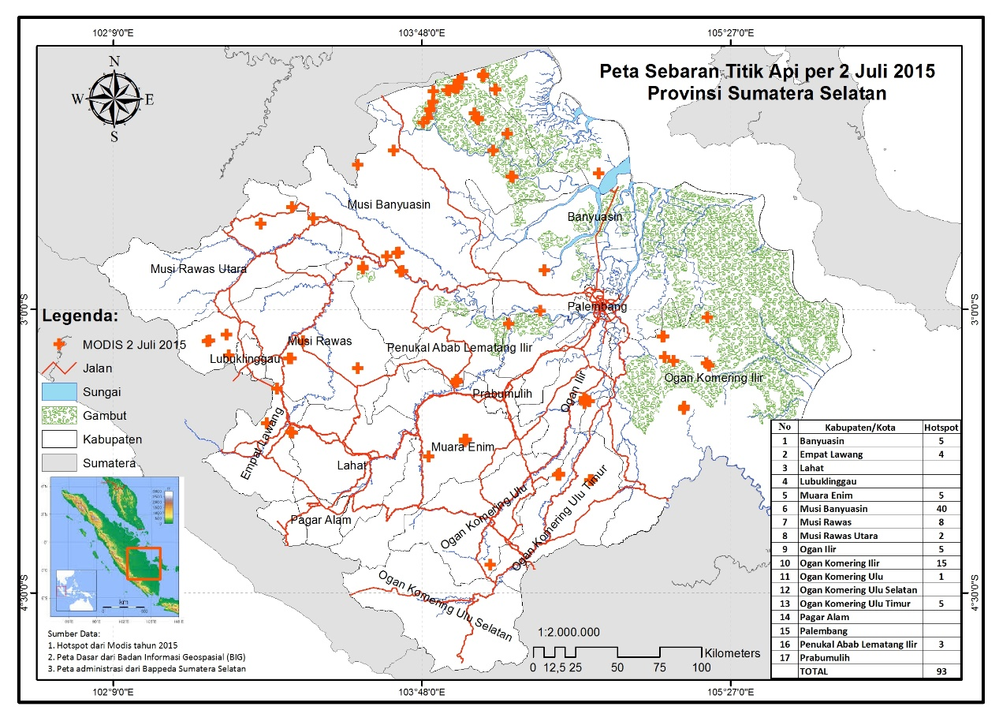 102°9'0"E
103°48'0"E
105°27'0"E
N
W
E
S
Peta Sebaran Titik Api per 2 Juli 2015
Provinsi Sumatera Selatan
Musi Banyuasin
Banyuasin
Musi Rawas Utara
Palembang
3°0'0"S
3°0'0"S
Legenda:
MODIS 2 Juli 2015
Jalan
Sungai
Gambut
Kabupaten
Sumatera
Musi Rawas
Lubuklinggau
Penukal Abab Lematang Ilir
Prabumulih
Ogan Ilir
Ogan Komering Ilir
Empat Lawang
Lahat
Muara Enim
Pagar Alam
Ogan Komering Ulu
Ogan Komering Ulu Timur
Ogan Komering Ulu Selatan
No Kabupaten/Kota Hotspot
1 Banyuasin 5
2 Empat Lawang 4
3 Lahat
4 Lubuklinggau
5 Muara Enim 5
6 Musi Banyuasin 40
7 Musi Rawas 8
8 Musi Rawas Utara 2
9 Ogan Ilir 5
10 Ogan Komering Ilir 15
11 Ogan Komering Ulu 1
12 Ogan Komering Ulu Selatan
13 Ogan Komering Ulu Timur 5
14 Pagar Alam
15 Palembang
16 Penukal Abab Lematang Ilir 3
17 Prabumulih
TOTAL 93
4°30'0"S
4°30'0"S
km
Sumber Data:
1. Hotspot dari Modis tahun 2015
2. Peta Dasar dari Badan Informasi Geospasial (BIG)
3. Peta administrasi dari Bappeda Sumatera Selatan
1:2.000.000
Kilometers
0 12,5 25 50 75 100
102°9'0"E
103°48'0"E
105°27'0"E